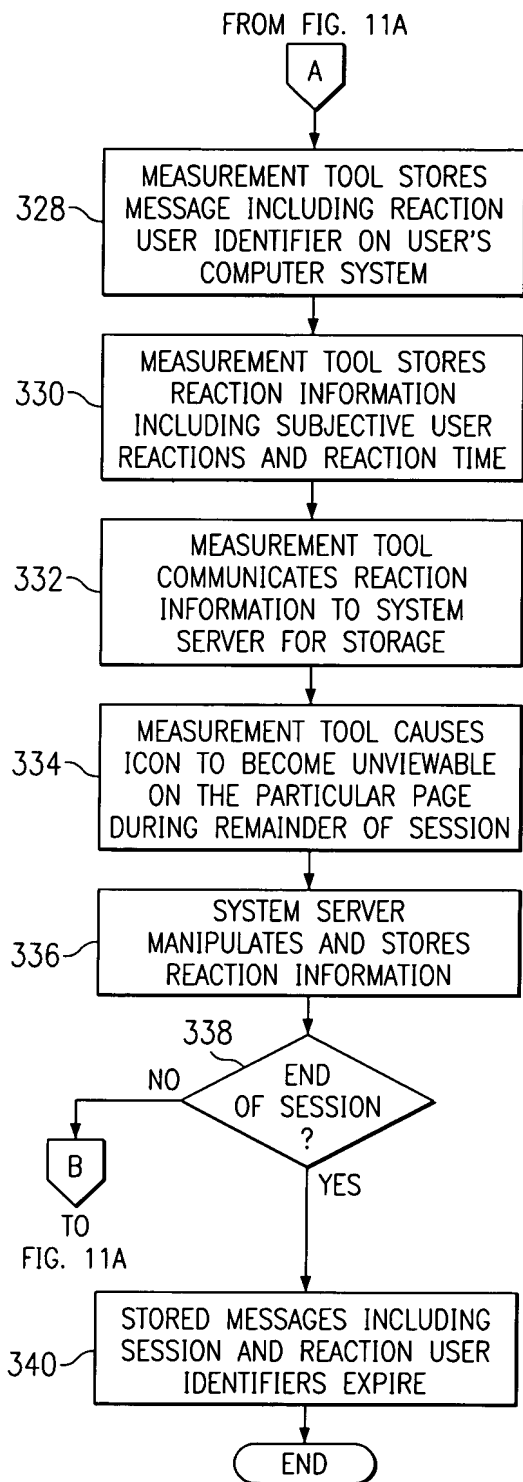 FROM FIG. 11A
A
328
MEASUREMENT TOOL STORES
MESSAGE INCLUDING REACTION
USER IDENTIFIER ON USER'S
COMPUTER SYSTEM
330
MEASUREMENT TOOL STORES
REACTION INFORMATION
INCLUDING SUBJECTIVE USER
REACTIONS AND REACTION TIME
332
MEASUREMENT TOOL
COMMUNICATES REACTION
INFORMATION TO SYSTEM
SERVER FOR STORAGE
334
MEASUREMENT TOOL CAUSES
ICON TO BECOME UNVIEWABLE
ON THE PARTICULAR PAGE
DURING REMAINDER OF SESSION
336
SYSTEM SERVER
MANIPULATES AND STORES
REACTION INFORMATION
338
END
OF SESSION
?
NO
B
TO
FIG. 11A
YES
340
STORED MESSAGES INCLUDING
SESSION AND REACTION USER
IDENTIFIERS EXPIRE
END